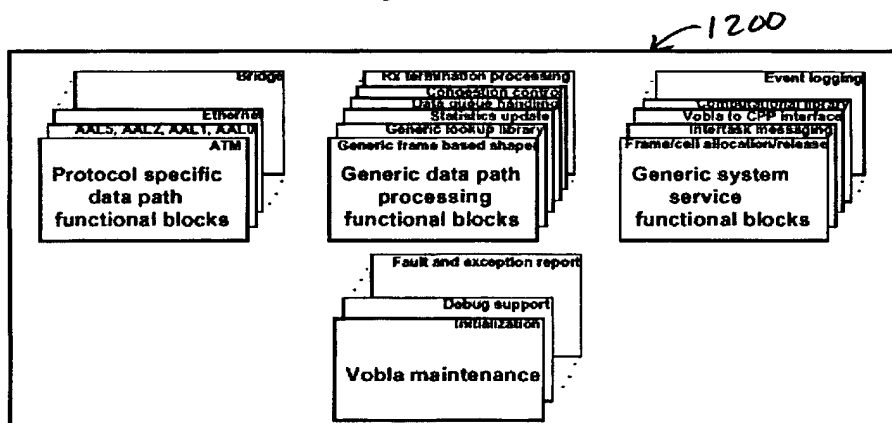 1200
Bridge
Ethernet
AAL5, AAL2, AAL1, AAL0
ATM
Protocol specific
data path
functional blocks
Rx termination processing
Congestion control
Data queue handling
Statistics update
Generic lookup library
Generic frame based shaper
Generic data path
processing
functional blocks
Event logging
Computational library
Vobla to CPP interface
Intertask messaging
Frame/cell allocation/release
Generic system
service
functional blocks
Fault and exception report
Debug support
Initialization
Vobla maintenance